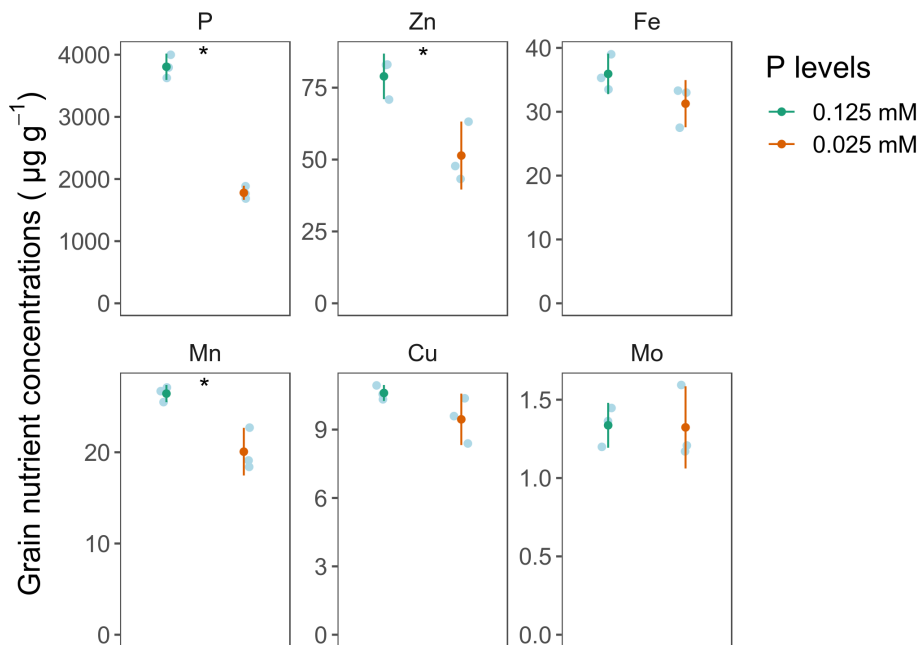 Grain nutrient concentrations ( µg g⁻¹)
P
*
4000
3000
2000
1000
0
Zn
*
75
50
25
0
Fe
40
30
20
10
0
Mn
*
20
10
0
Cu
9
6
3
0
Mo
1.5
1.0
0.5
0.0
P levels
0.125 mM
0.025 mM